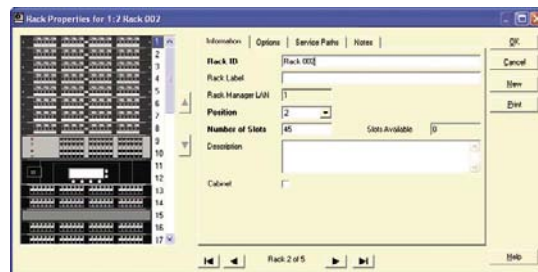 Rack Properties for 1:2 Rack 002
1
2
3
4
5
6
7
8
9
10
11
12
13
14
15
16
17
Information Options Service Paths Notes
Rack ID Rack 002
Rack Label
Rack Manager LAN 1
Position 2
Number of Slots 45 Slots Available 0
Description
Cabinet
Rack 2 of 5
OK
Cancel
New
Print
Help